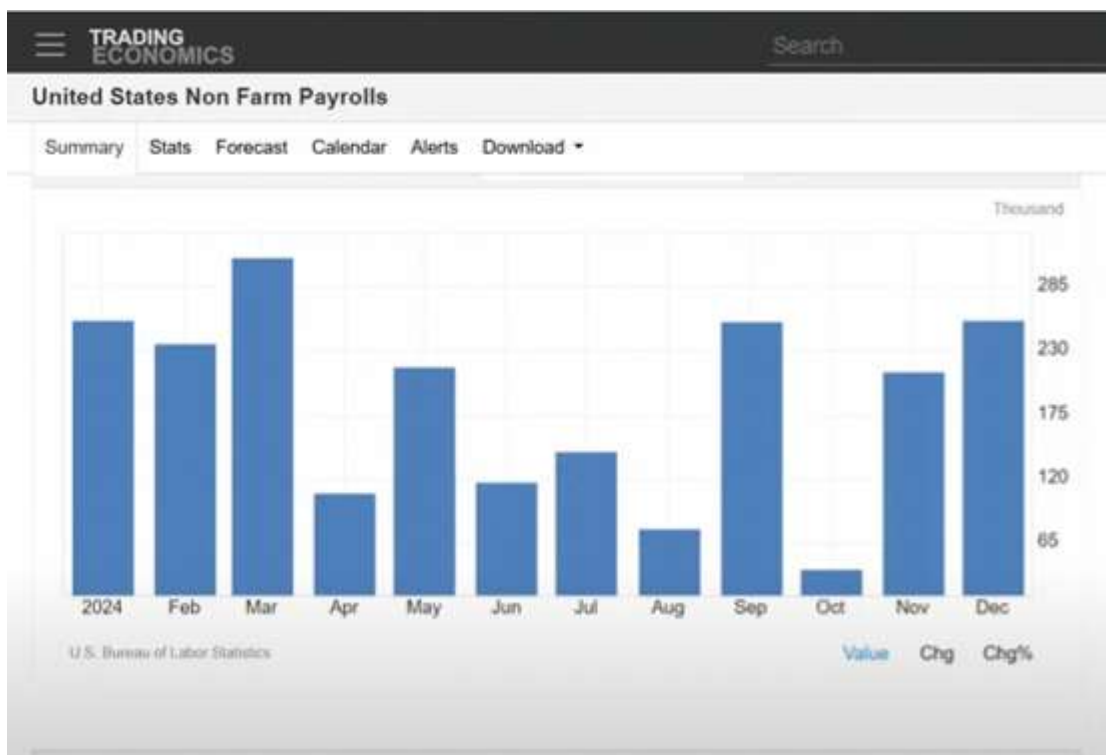 TRADING
ECONOMICS
Search
United States Non Farm Payrolls
Summary Stats Forecast Calendar Alerts Download
Thousand
285
230
175
120
65
2024 Feb Mar Apr May Jun Jul Aug Sep Oct Nov Dec
U.S. Bureau of Labor Statistics
Value Chg Chg%